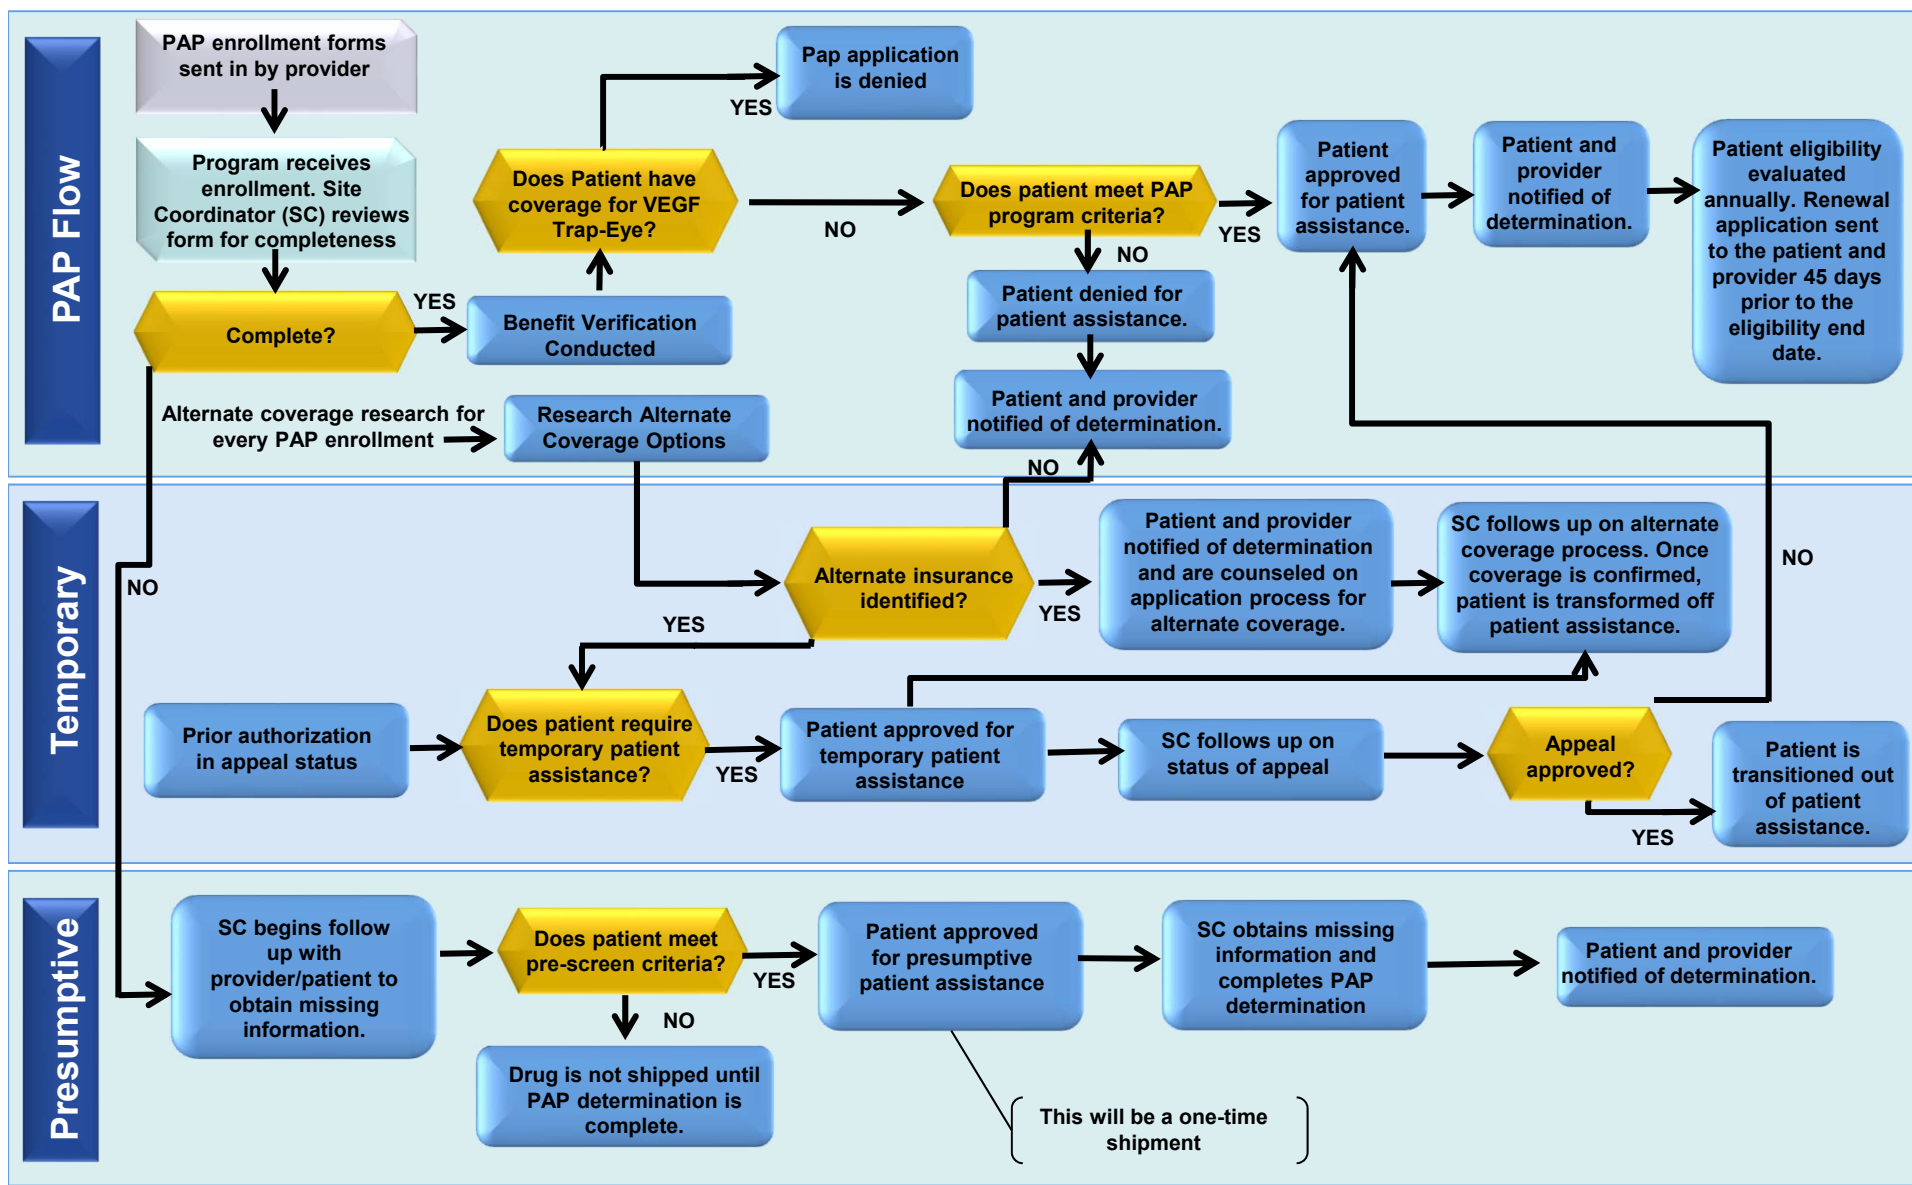 PAP Flow
PAP enrollment forms
sent in by provider
Program receives
enrollment. Site
Coordinator (SC) reviews
form for completeness
Complete?
YES
NO
Benefit Verification
Conducted
Does Patient have
coverage for VEGF
Trap-Eye?
YES
Pap application
is denied
NO
Does patient meet PAP
program criteria?
YES
NO
Patient denied for
patient assistance.
Patient and provider
notified of determination.
Patient
approved
for patient
assistance.
Patient and
provider
notified of
determination.
Patient eligibility
evaluated
annually. Renewal
application sent
to the patient and
provider 45 days
prior to the
eligibility end
date.
Alternate coverage research for
every PAP enrollment
Research Alternate
Coverage Options
Temporary
Alternate insurance
identified?
NO
YES
YES
Patient and provider
notified of determination
and are counseled on
application process for
alternate coverage.
SC follows up on alternate
coverage process. Once
coverage is confirmed,
patient is transformed off
patient assistance.
NO
Prior authorization
in appeal status
Does patient require
temporary patient
assistance?
YES
Patient approved for
temporary patient
assistance
SC follows up on
status of appeal
Appeal
approved?
YES
Patient is
transitioned out
of patient
assistance.
Presumptive
SC begins follow
up with
provider/patient to
obtain missing
information.
Does patient meet
pre-screen criteria?
YES
NO
Drug is not shipped until
PAP determination is
complete.
Patient approved
for presumptive
patient assistance
This will be a one-time
shipment
SC obtains missing
information and
completes PAP
determination
Patient and provider
notified of determination.